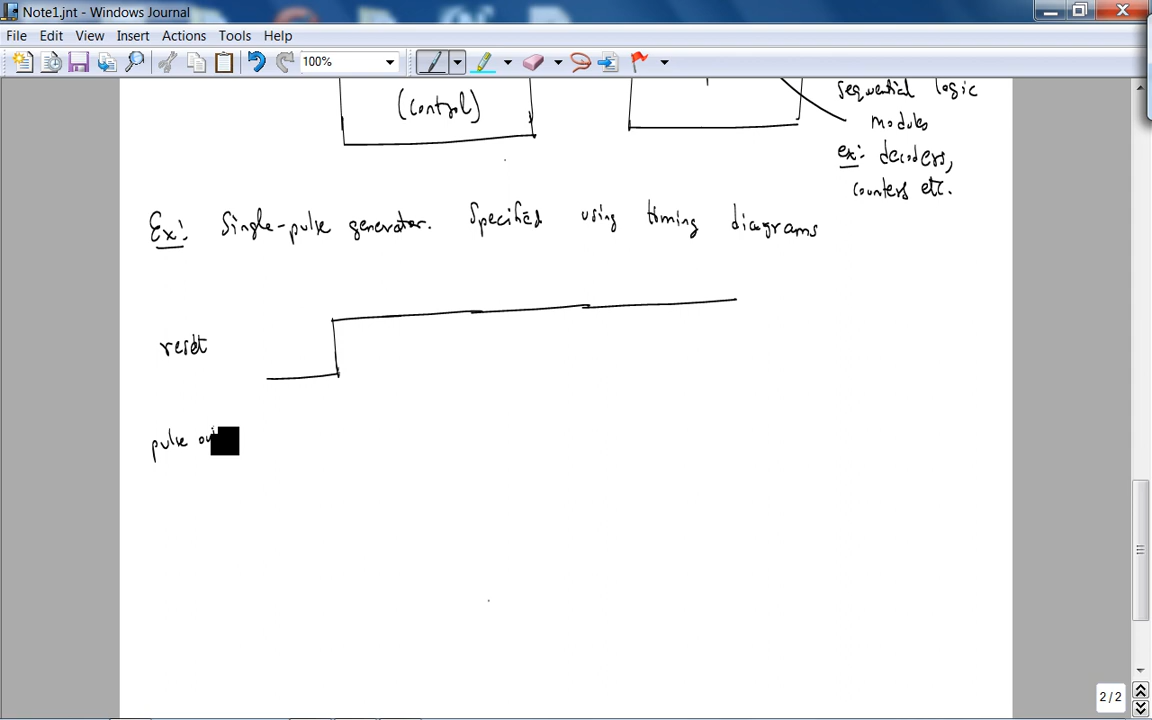 Note1.jnt - Windows Journal
File Edit View Insert Actions Tools Help
100%
(control)
sequential logic
modules
ex: decoders,
counters etc.
Ex: Single-pulse generator. Specified using timing diagrams
reset
pulse
2 / 2